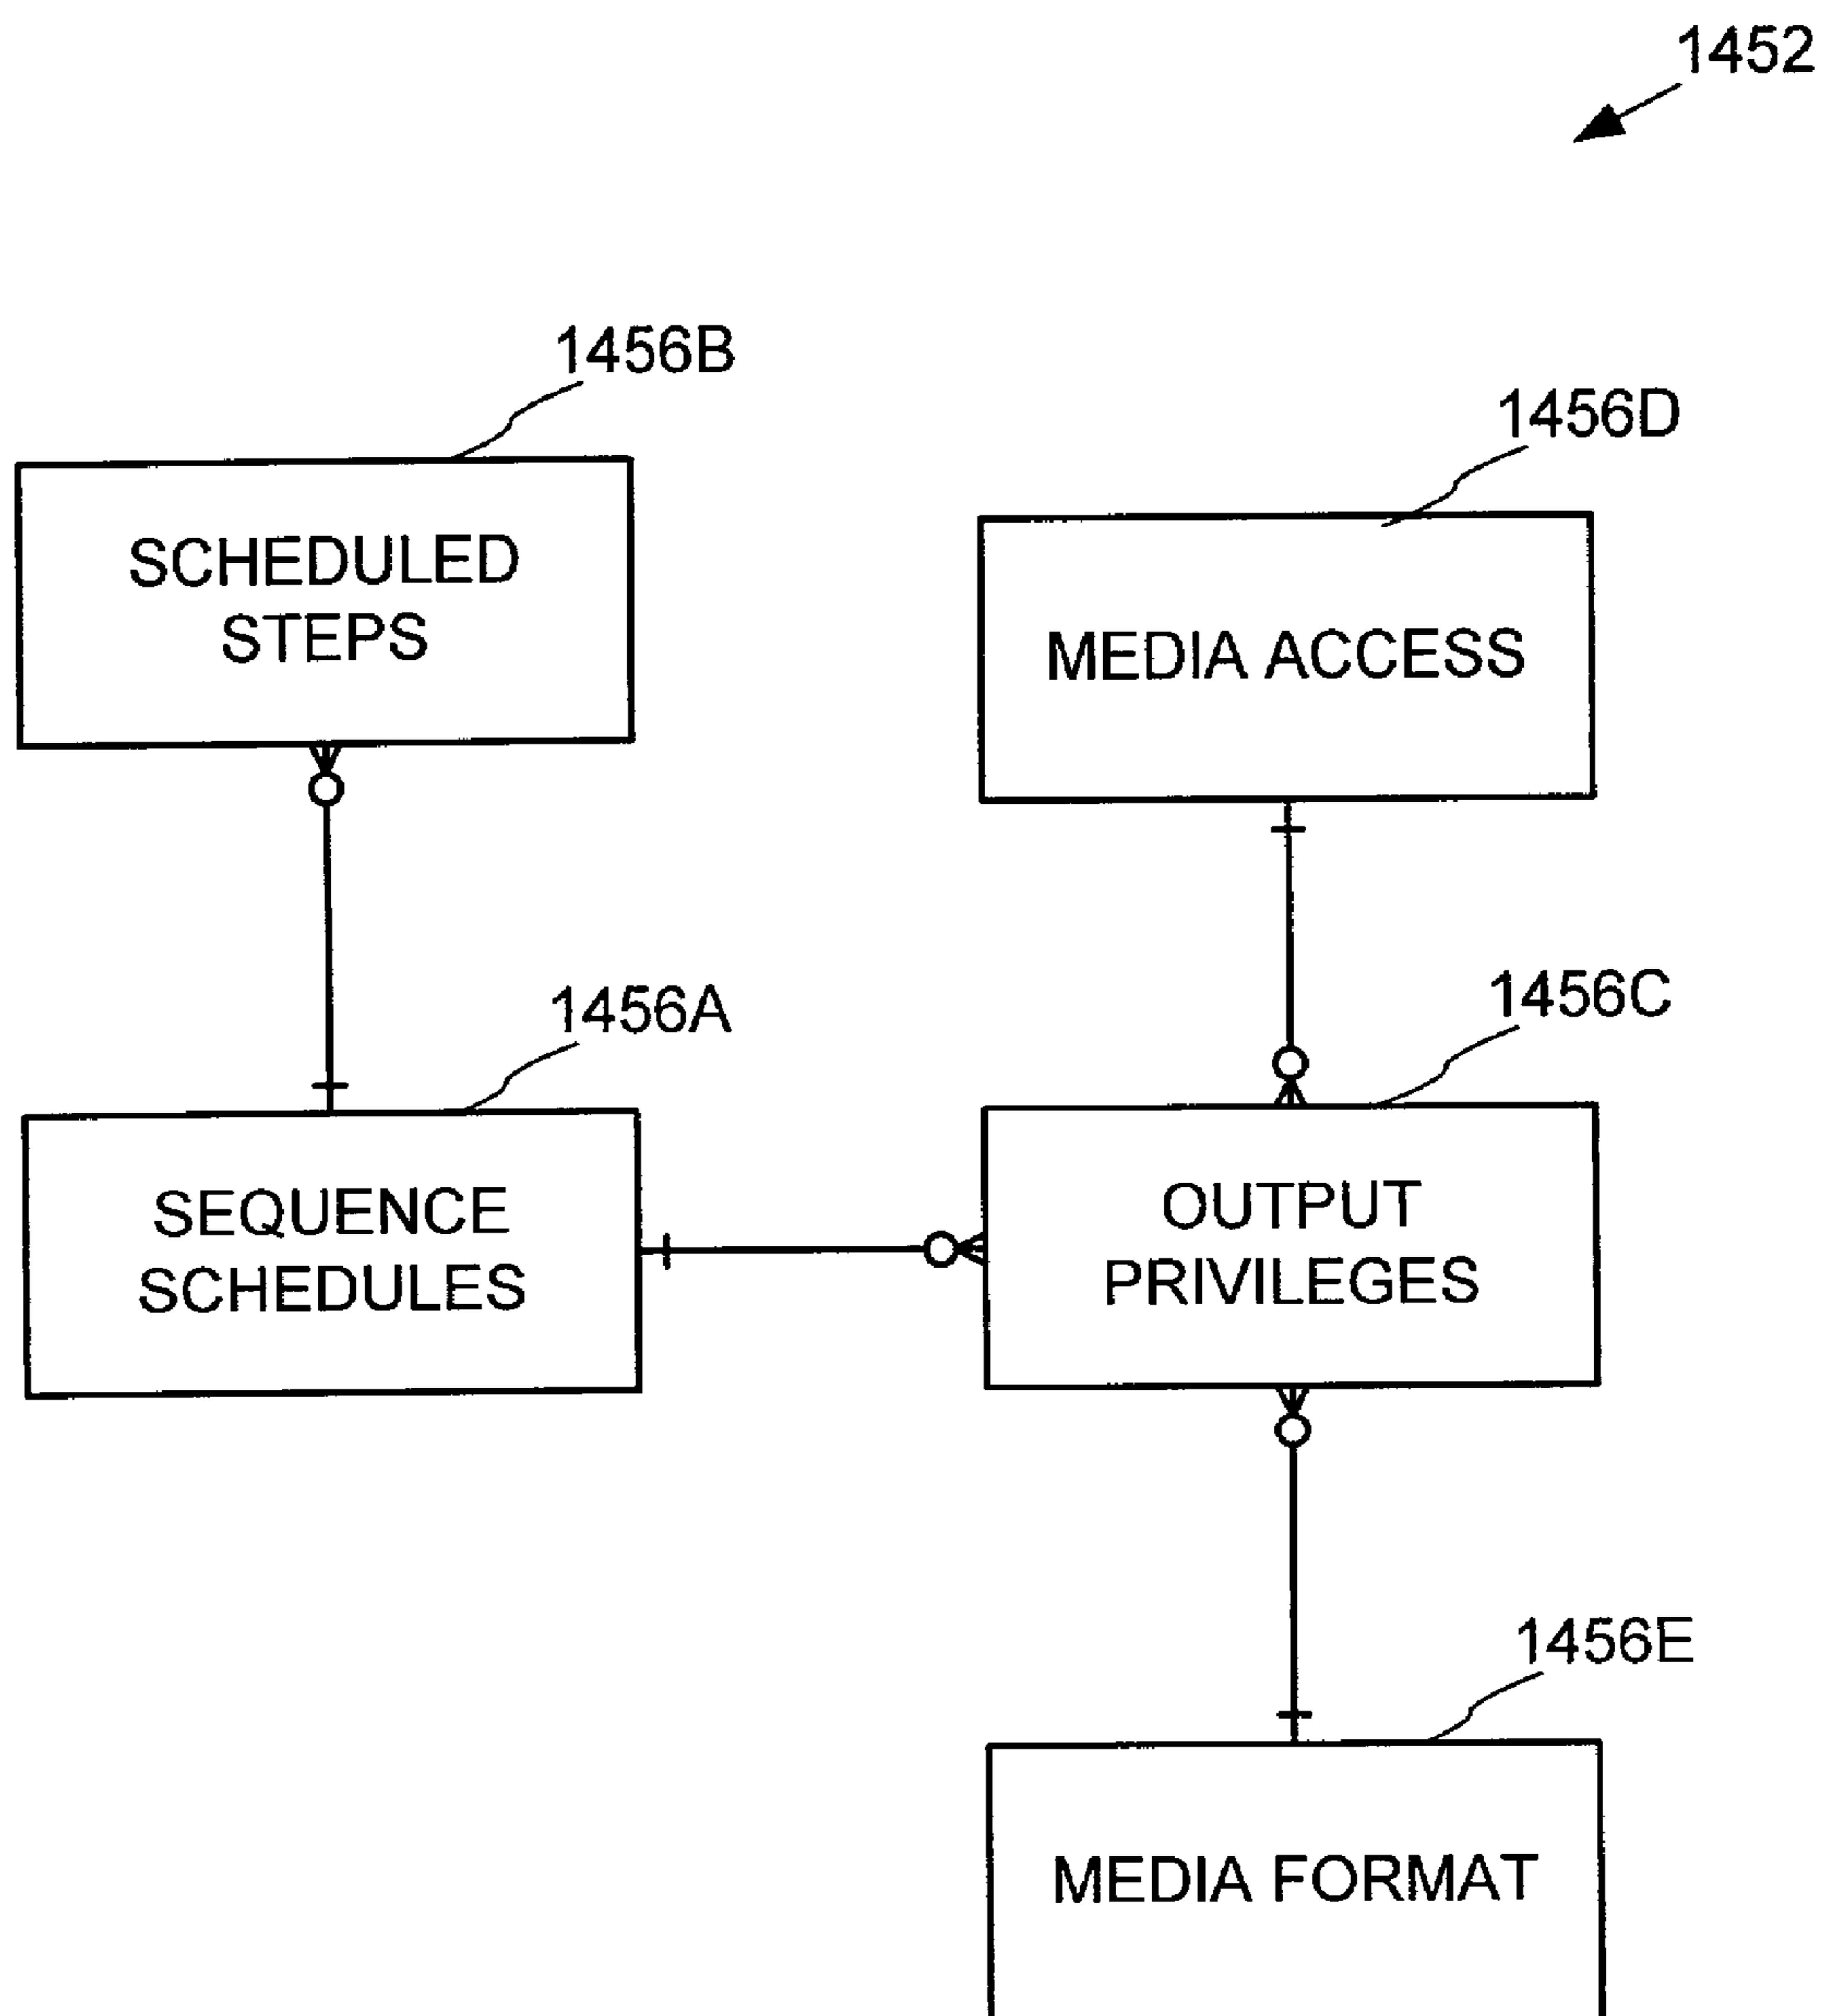 1452
1456B
SCHEDULED
STEPS
1456D
MEDIA ACCESS
1456A
SEQUENCE
SCHEDULES
1456C
OUTPUT
PRIVILEGES
1456E
MEDIA FORMAT